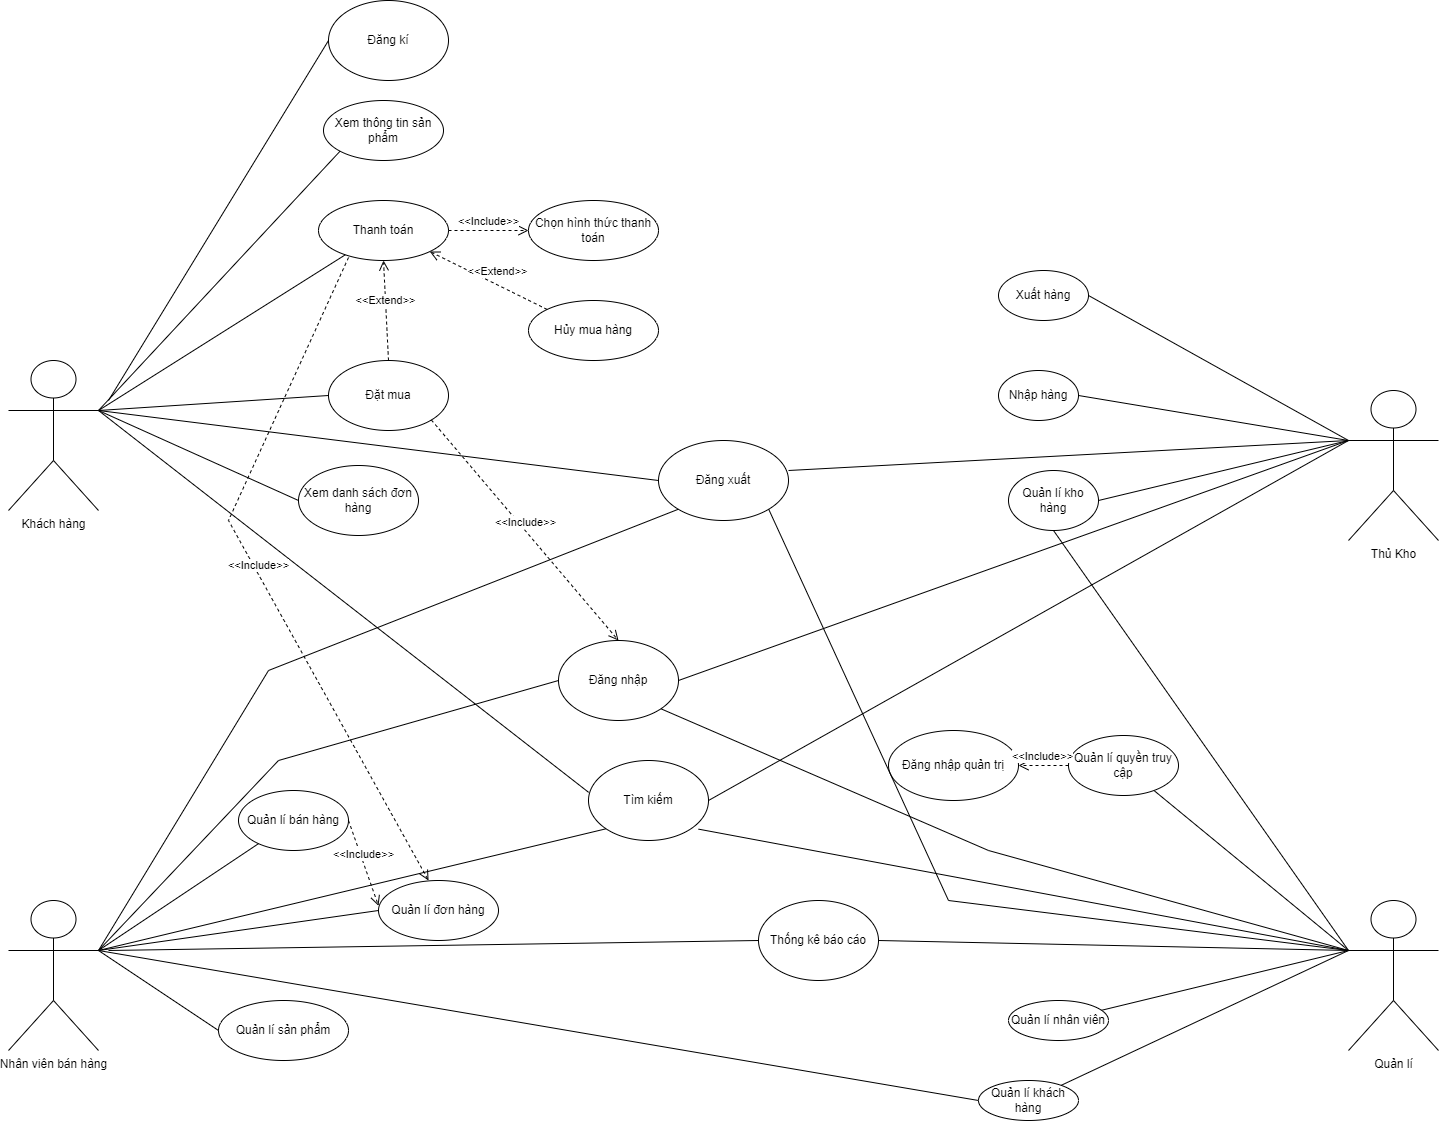 Đăng kí
Xem thông tin sản
phẩm
Thanh toán
<<Include>>
Chọn hình thức thanh
toán
<<Extend>>
<<Extend>>
Hủy mua hàng
Xuất hàng
Đặt mua
Nhập hàng
Đăng xuất
Xem danh sách đơn
hàng
Quản lí kho
hàng
Khách hàng
<<Include>>
Thủ Kho
<<Include>>
Đăng nhập
Đăng nhập quản trị
<<Include>>
Quản lí quyền truy
cập
Tìm kiếm
Quản lí bán hàng
<<Include>>
Quản lí đơn hàng
Thống kê báo cáo
Quản lí sản phẩm
Quản lí nhân viên
Nhân viên bán hàng
Quản lí
Quản lí khách
hàng